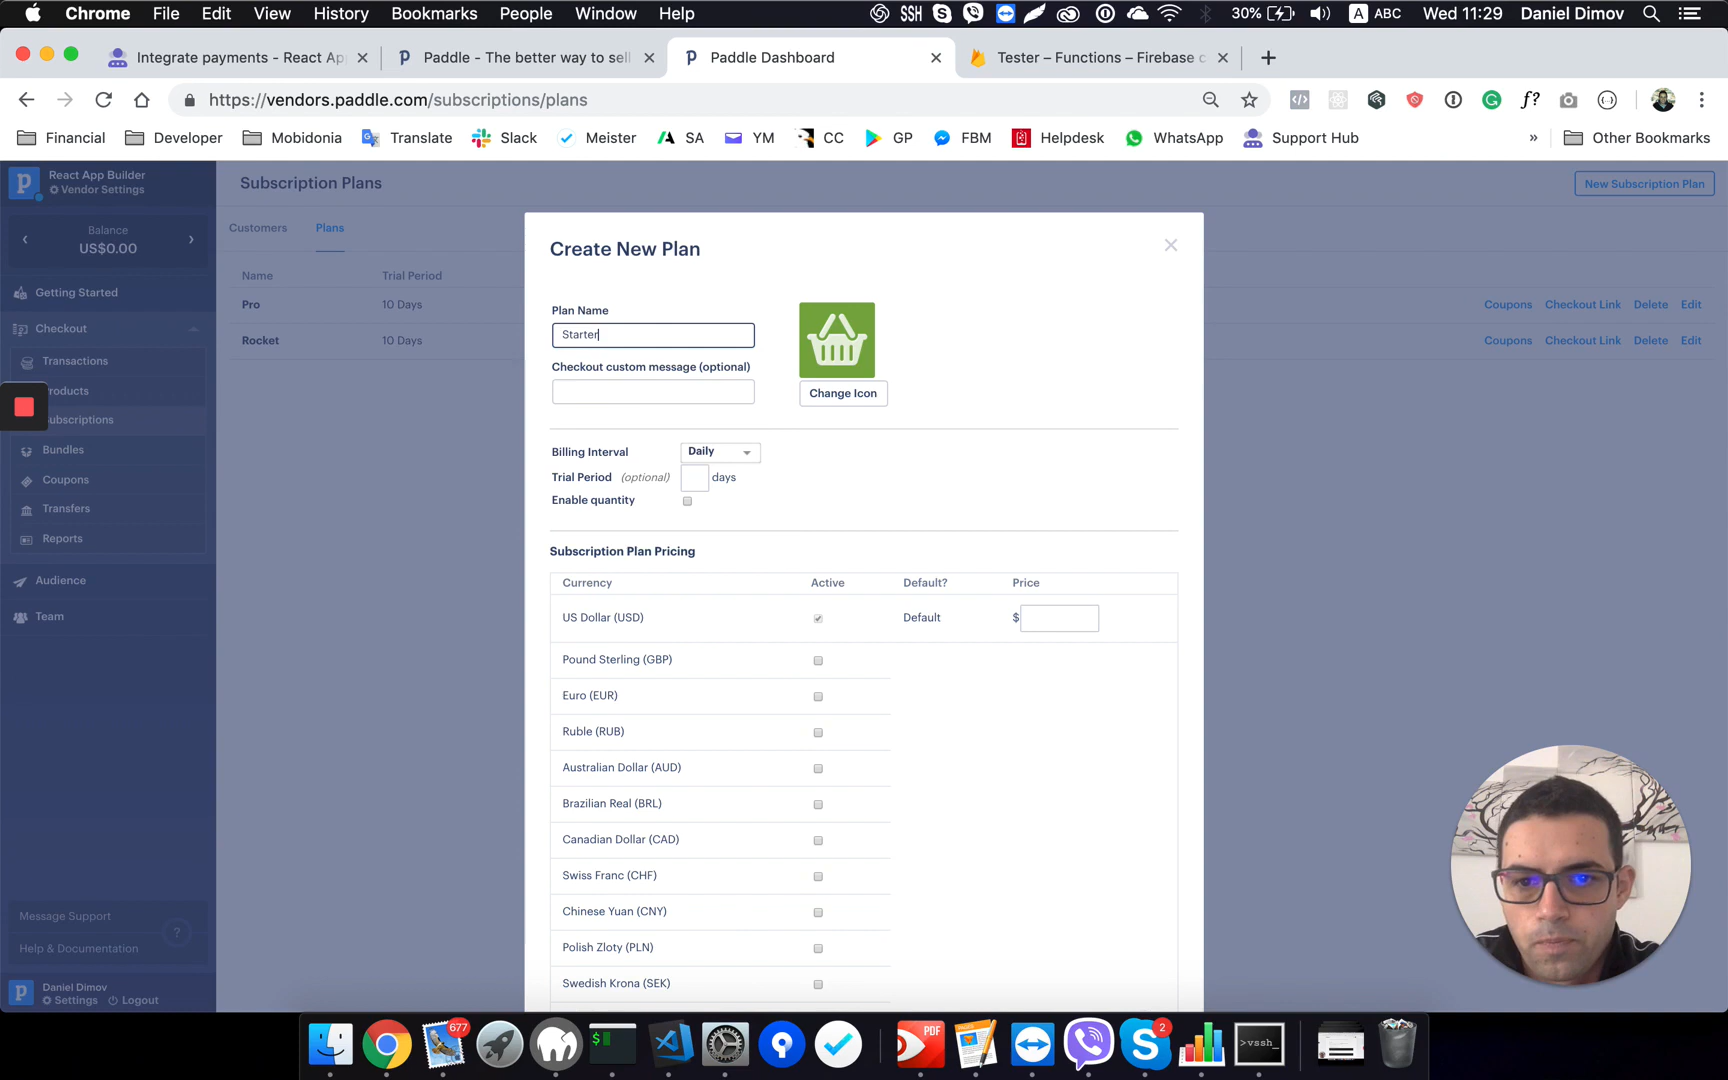 Chrome File Edit View History Bookmarks People Window Help SSH 30% A ABC Wed 11:29 Daniel Dimov
Integrate payments - React Ap
Paddle - The better way to sell
Paddle Dashboard
Tester – Functions – Firebase c
https://vendors.paddle.com/subscriptions/plans
f?
Financial Developer Mobidonia Translate Slack Meister SA YM CC GP FBM Helpdesk WhatsApp Support Hub » Other Bookmarks
React App Builder
Vendor Settings
Balance
US$0.00
Getting Started
Checkout
Transactions
roducts
ubscriptions
Bundles
Coupons
Transfers
Reports
Audience
Team
Message Support
Help & Documentation
?
Daniel Dimov
Settings Logout
Subscription Plans
New Subscription Plan
Customers Plans
Name Trial Period
Pro 10 Days Coupons Checkout Link Delete Edit
Rocket 10 Days Coupons Checkout Link Delete Edit
Create New Plan
Plan Name
Starter
Checkout custom message (optional)
Change Icon
Billing Interval Daily
Trial Period (optional) days
Enable quantity
Subscription Plan Pricing
Currency Active Default? Price
US Dollar (USD) Default $
Pound Sterling (GBP)
Euro (EUR)
Ruble (RUB)
Australian Dollar (AUD)
Brazilian Real (BRL)
Canadian Dollar (CAD)
Swiss Franc (CHF)
Chinese Yuan (CNY)
Polish Zloty (PLN)
Swedish Krona (SEK)
677
$
PDF
2
>vssh_